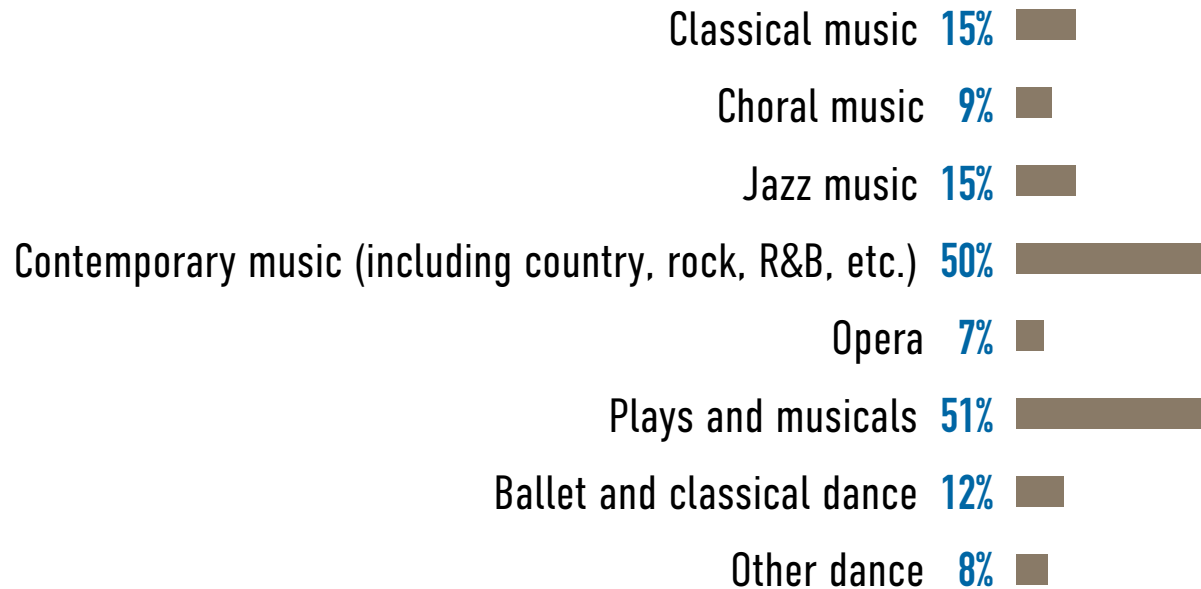 Classical music 15%
Choral music 9%
Jazz music 15%
Contemporary music (including country, rock, R&B, etc.) 50%
Opera 7%
Plays and musicals 51%
Ballet and classical dance 12%
Other dance 8%